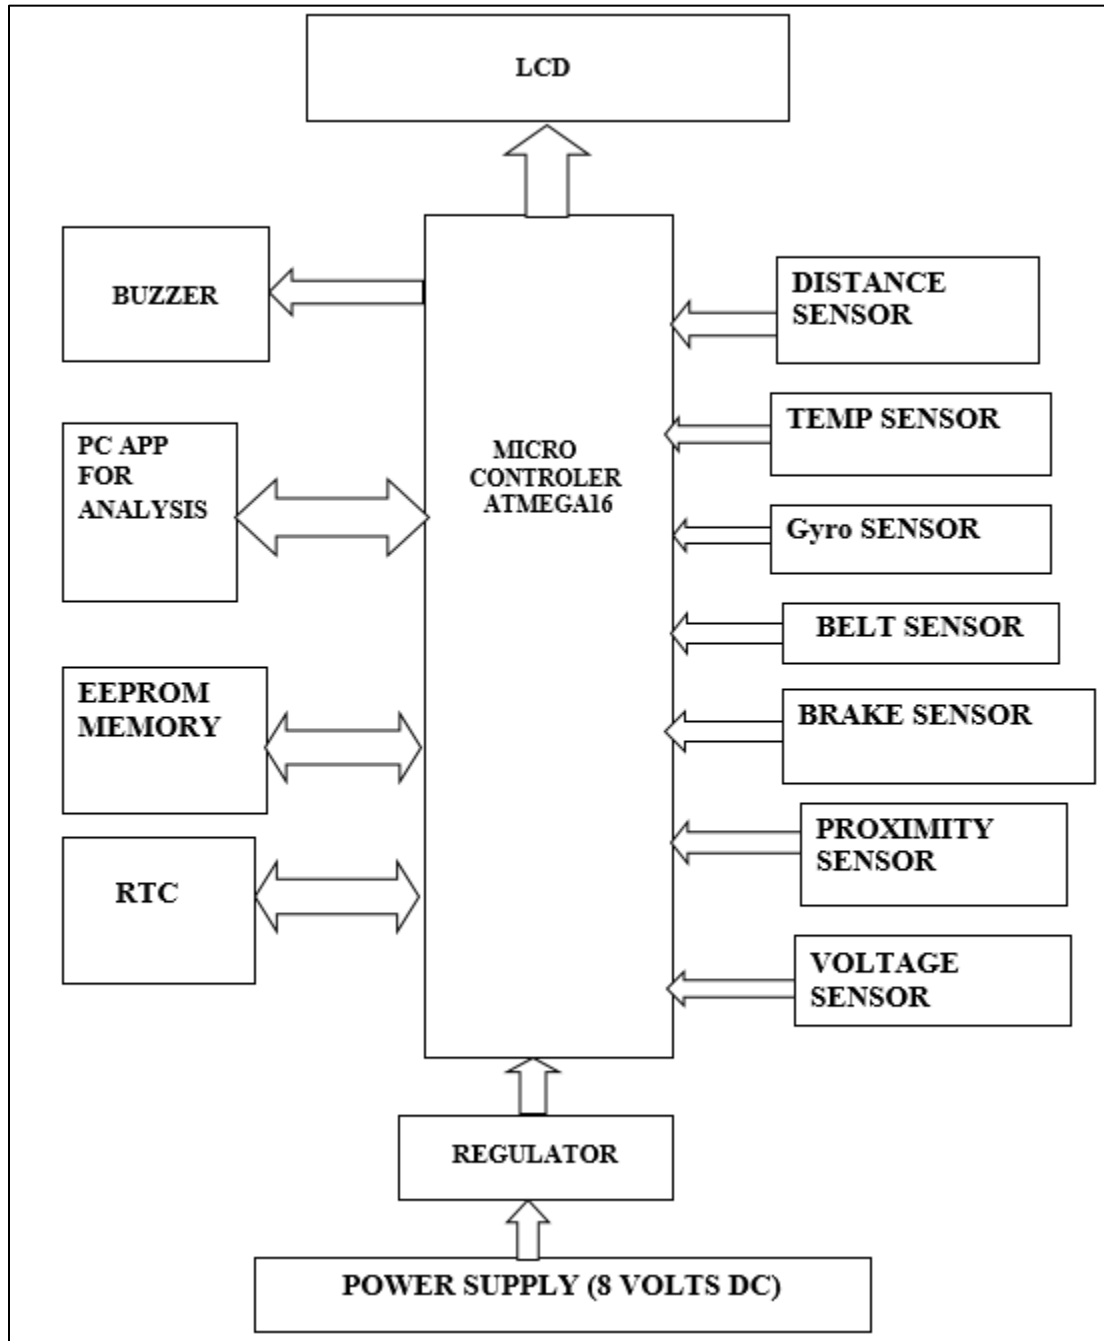 LCD
BUZZER
PC APP
FOR
ANALYSIS
EEPROM
MEMORY
RTC
MICRO
CONTROLER
ATMEGA16
DISTANCE
SENSOR
TEMP SENSOR
Gyro SENSOR
BELT SENSOR
BRAKE SENSOR
PROXIMITY
SENSOR
VOLTAGE
SENSOR
REGULATOR
POWER SUPPLY (8 VOLTS DC)